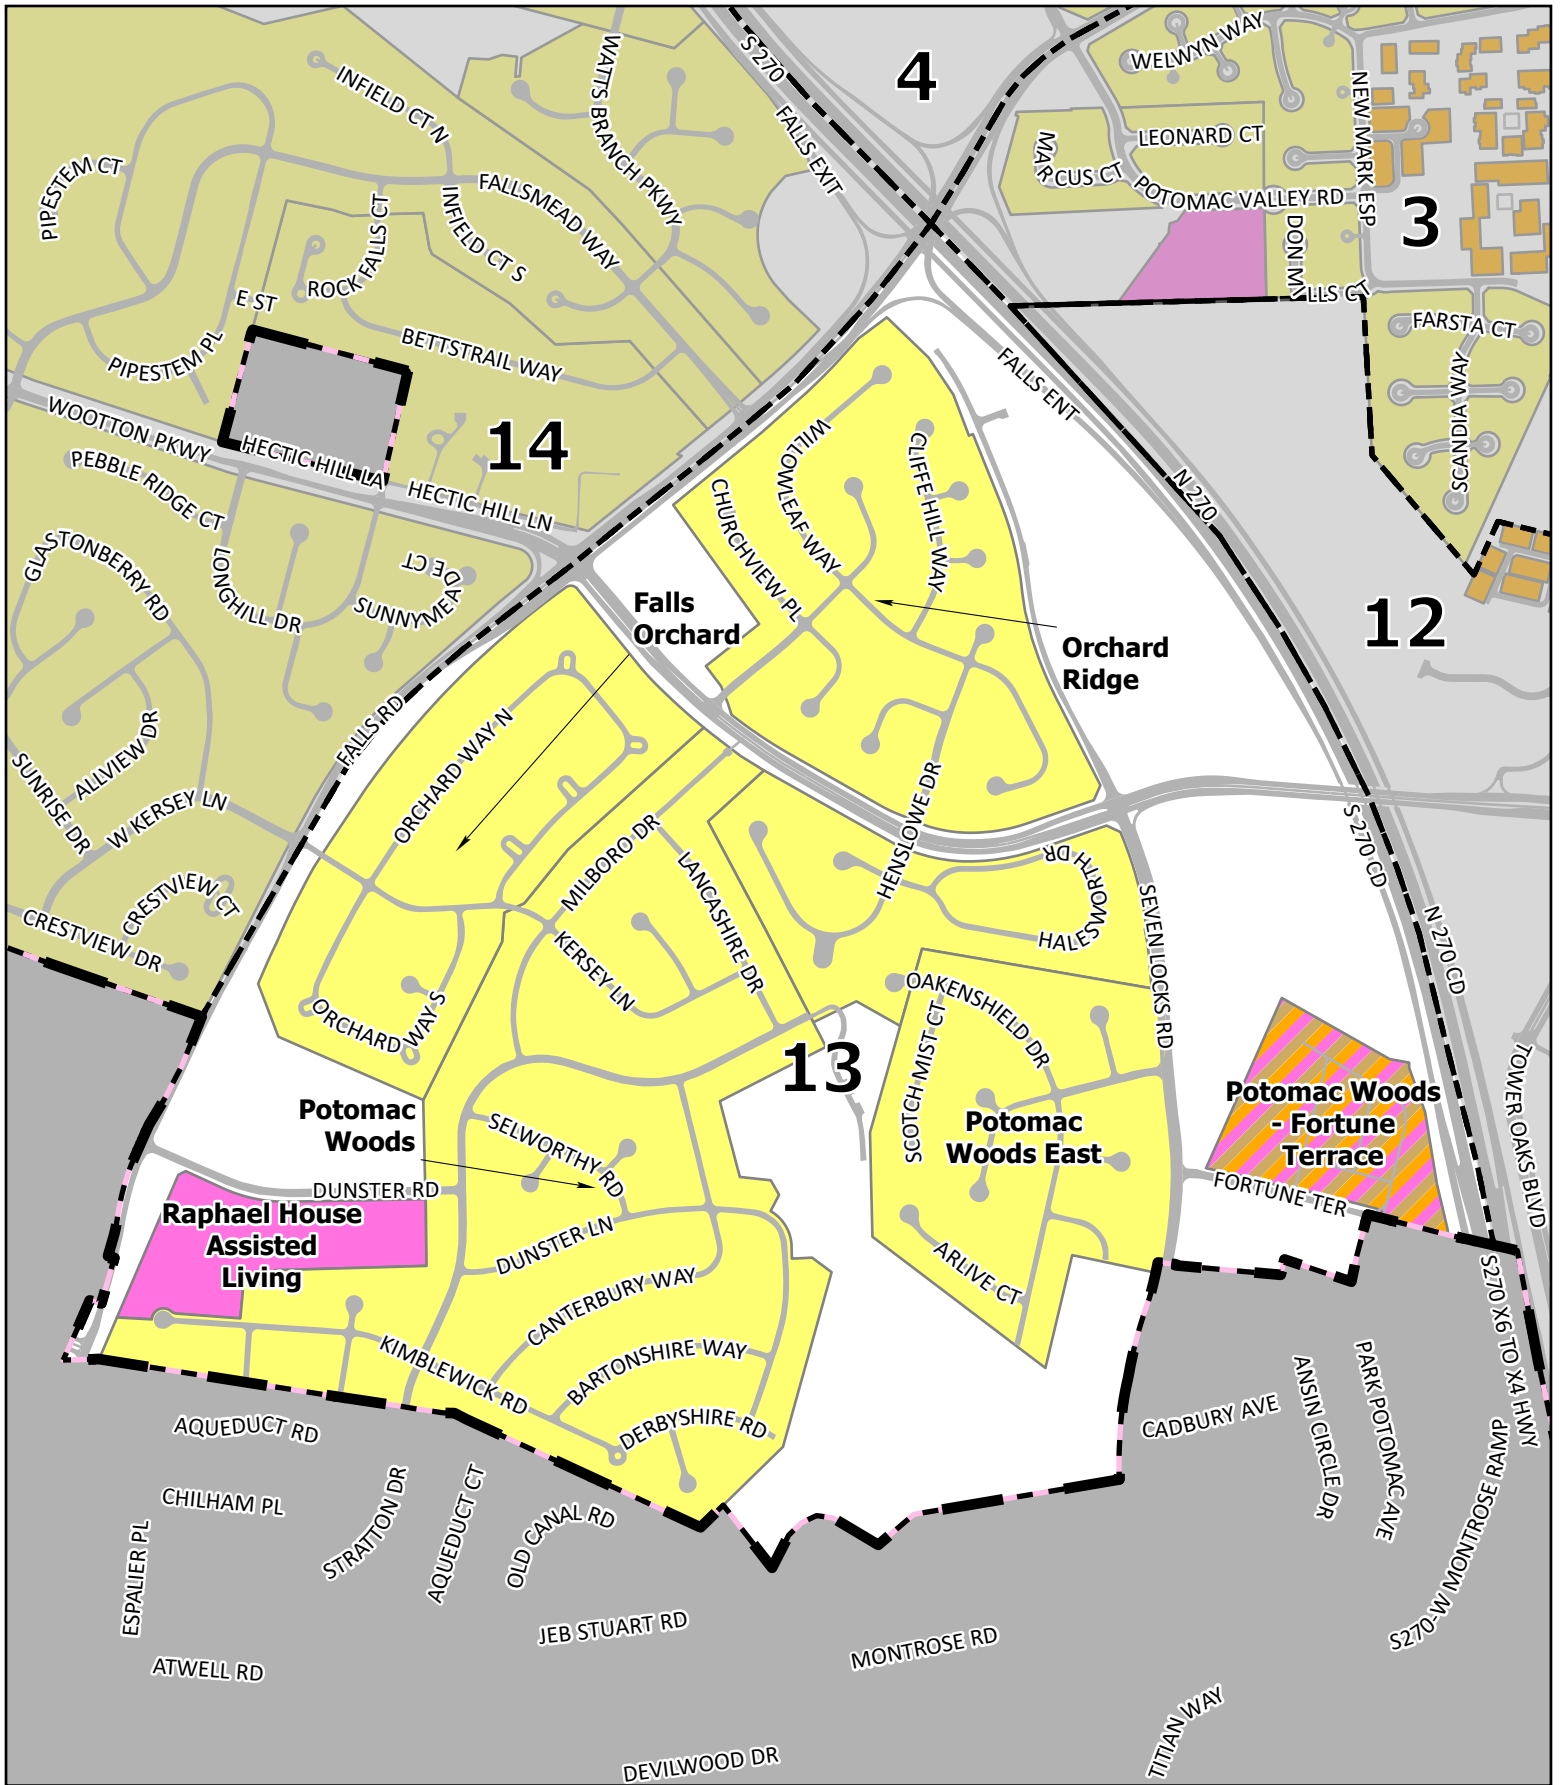 S 270
4
WELWYN WAY
WATTS BRANCH PKWY
INFIELD CT N
FALLS EXIT
NEW MARK ESP
LEONARD CT
MARCUS CT
PIPESTEM CT
FALLSMEAD WAY
POTOMAC VALLEY RD
3
INFIELD CT S
ROCK FALLS CT
DON MILLS CT
E ST
FARSTA CT
PIPESTEM PL
BETTSTRAIL WAY
FALLS ENT
SCANDIA WAY
WOOTTON PKWY
14
HECTIC HILL LA
HECTIC HILL LN
PEBBLE RIDGE CT
WILLOWLEAF WAY
CLIFFE HILL WAY
CHURCHVIEW PL
N 270
GLASTONBERRY RD
LONGHILL DR
SUNNYMEADE CT
Falls
Orchard
Orchard
Ridge
12
FALLS RD
ORCHARD WAY N
ALLVIEW DR
SUNRISE DR
W KERSEY LN
HENSLOWE DR
MILBORO DR
LANCASHIRE DR
HALESWORTH DR
S 270 CD
CRESTVIEW CT
CRESTVIEW DR
KERSEY LN
SEVEN LOCKS RD
N 270 CD
OAKENSHIELD DR
SCOTCH MIST CT
ORCHARD WAY S
13
TOWER OAKS BLVD
Potomac
Woods
SELWORTHY RD
Potomac
Woods East
Potomac Woods
- Fortune
Terrace
DUNSTER RD
FORTUNE TER
Raphael House
Assisted
Living
DUNSTER LN
ARLIVE CT
CANTERBURY WAY
S270 X6 TO X4 HWY
KIMBLEWICK RD
BARTONSHIRE WAY
DERBYSHIRE RD
AQUEDUCT RD
CADBURY AVE
ANSIN CIRCLE DR
PARK POTOMAC AVE
CHILHAM PL
STRATTON DR
AQUEDUCT CT
OLD CANAL RD
ESPALIER PL
S270-W MONTROSE RAMP
JEB STUART RD
MONTROSE RD
ATWELL RD
TITIAN WAY
DEVILWOOD DR